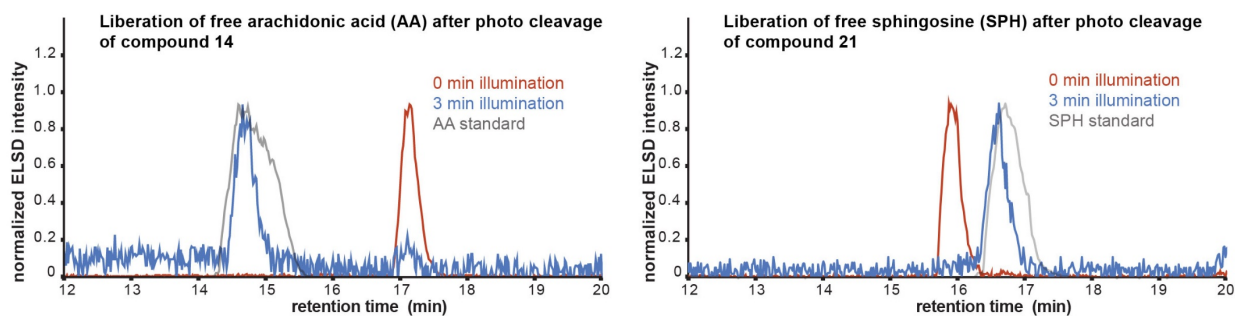 Liberation of free arachidonic acid (AA) after photo cleavage
of compound 14
normalized ELSD intensity
1.2
1.0
0.8
0.6
0.4
0.2
0
0 min illumination
3 min illumination
AA standard
12 13 14 15 16 17 18 19 20
retention time (min)
Liberation of free sphingosine (SPH) after photo cleavage
of compound 21
normalized ELSD intensity
1.2
1.0
0.8
0.6
0.4
0.2
0
0 min illumination
3 min illumination
SPH standard
12 13 14 15 16 17 18 19 20
retention time (min)